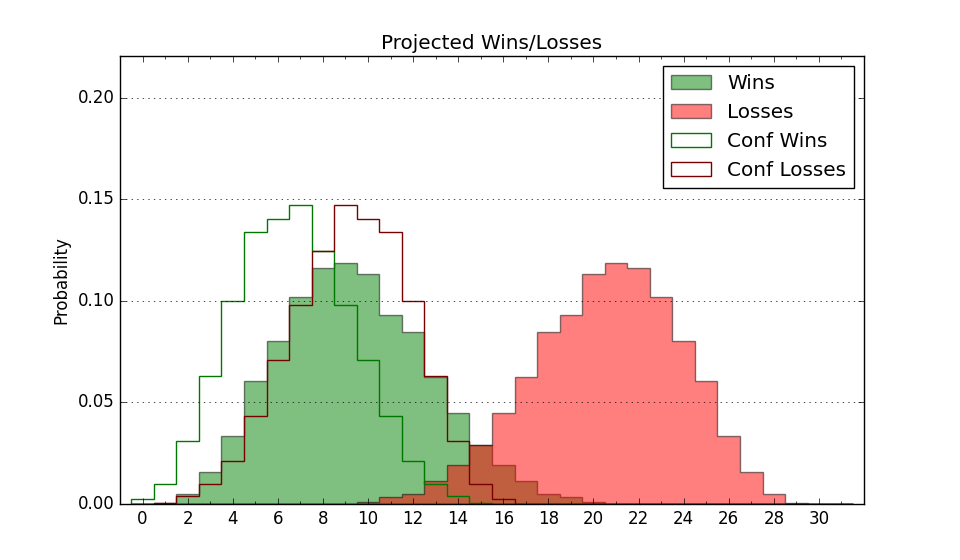 Projected Wins/Losses
Wins
Losses
Conf Wins
Conf Losses
Probability
0.20
0.15
0.10
0.05
0.00
0 2 4 6 8 10 12 14 16 18 20 22 24 26 28 30